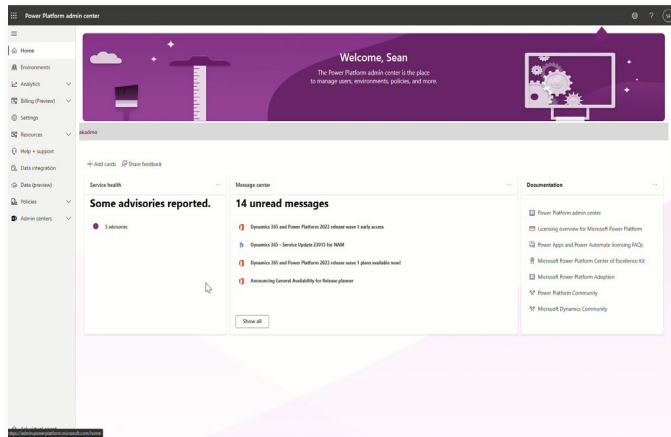 Power Platform admin center
?
Home
Environments
Analytics
Billing (Preview)
Settings
Resources
Help + support
Data integration
Data (preview)
Policies
Admin centers
Welcome, Sean
The Power Platform admin center is the place
to manage users, environments, policies, and more.
+ Add cards Share feedback
Service health
Some advisories reported.
5 advisories
Message center
14 unread messages
Dynamics 365 and Power Platform 2023 release wave 1 early access
Dynamics 365 - Service Update 23013 for NAM
Dynamics 365 and Power Platform 2023 release wave 1 plans available now!
Announcing General Availability for Release planner
Show all
Documentation
Power Platform admin center
Licensing overview for Microsoft Power Platform
Power Apps and Power Automate licensing FAQs
Microsoft Power Platform Center of Excellence Kit
Microsoft Power Platform Adoption
Power Platform Community
Microsoft Dynamics Community
https://admin.powerplatform.microsoft.com/home